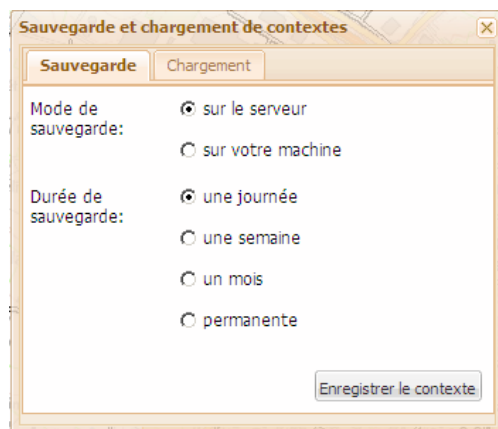 Sauvegarde et chargement de contextes
Sauvegarde Chargement
Mode de sur le serveur
sauvegarde:
sur votre machine
Durée de une journée
sauvegarde:
une semaine
un mois
permanente
Enregistrer le contexte